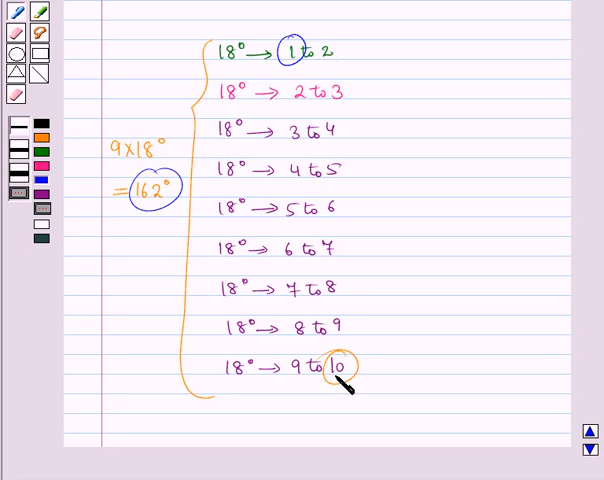 18° → 1 to 2
18° → 2 to 3
18° → 3 to 4
18° → 4 to 5
18° → 5 to 6
18° → 6 to 7
18° → 7 to 8
18° → 8 to 9
18° → 9 to 10
9 x 18°
= 162°